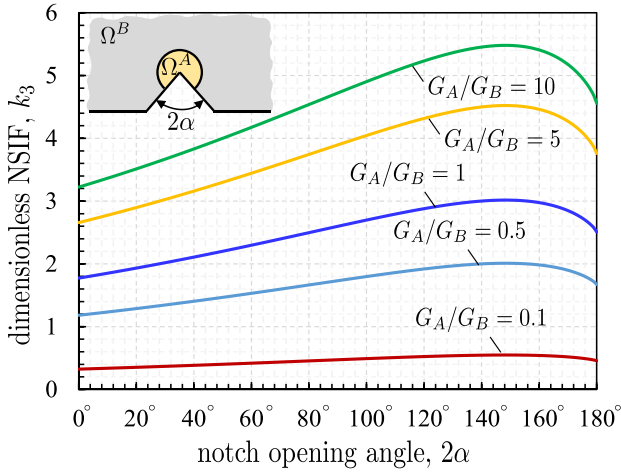 dimensionless NSIF, k₃
6
5
4
3
2
1
0
Ω^B
Ω^A
2α
G_A/G_B = 10
G_A/G_B = 5
G_A/G_B = 1
G_A/G_B = 0.5
G_A/G_B = 0.1
0° 20° 40° 60° 80° 100° 120° 140° 160° 180°
notch opening angle, 2α